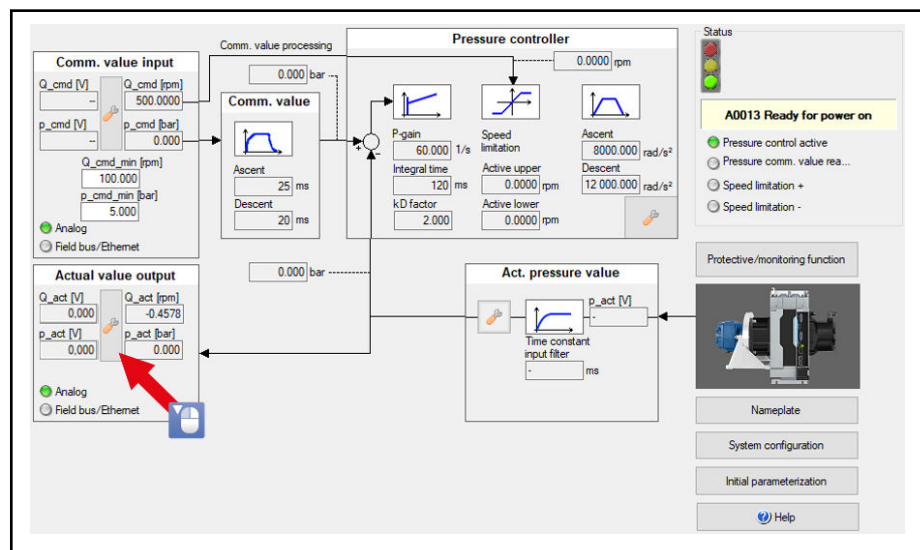 Comm. value processing
0.000 bar
Comm. value input
Q_cmd [V]
--
Q_cmd [rpm]
500.0000
p_cmd [V]
--
p_cmd [bar]
0.000
Q_cmd_min [rpm]
100.000
p_cmd_min [bar]
5.000
Analog
Field bus/Ethernet
Comm. value
Ascent
25 ms
Descent
20 ms
Pressure controller
0.0000 rpm
+
-
P-gain
60.000 1/s
Integral time
120 ms
kD factor
2.000
Speed
limitation
Active upper
0.0000 rpm
Active lower
0.0000 rpm
Ascent
8000.000 rad/s²
Descent
12 000.000 rad/s²
0.000 bar
Actual value output
Q_act [V]
0.000
Q_act [rpm]
-0.4578
p_act [V]
0.000
p_act [bar]
0.000
Analog
Field bus/Ethernet
Act. pressure value
p_act [V]
-
Time constant
input filter
- ms
Status
A0013 Ready for power on
Pressure control active
Pressure comm. value rea...
Speed limitation +
Speed limitation -
Protective/monitoring function
Nameplate
System configuration
Initial parameterization
Help